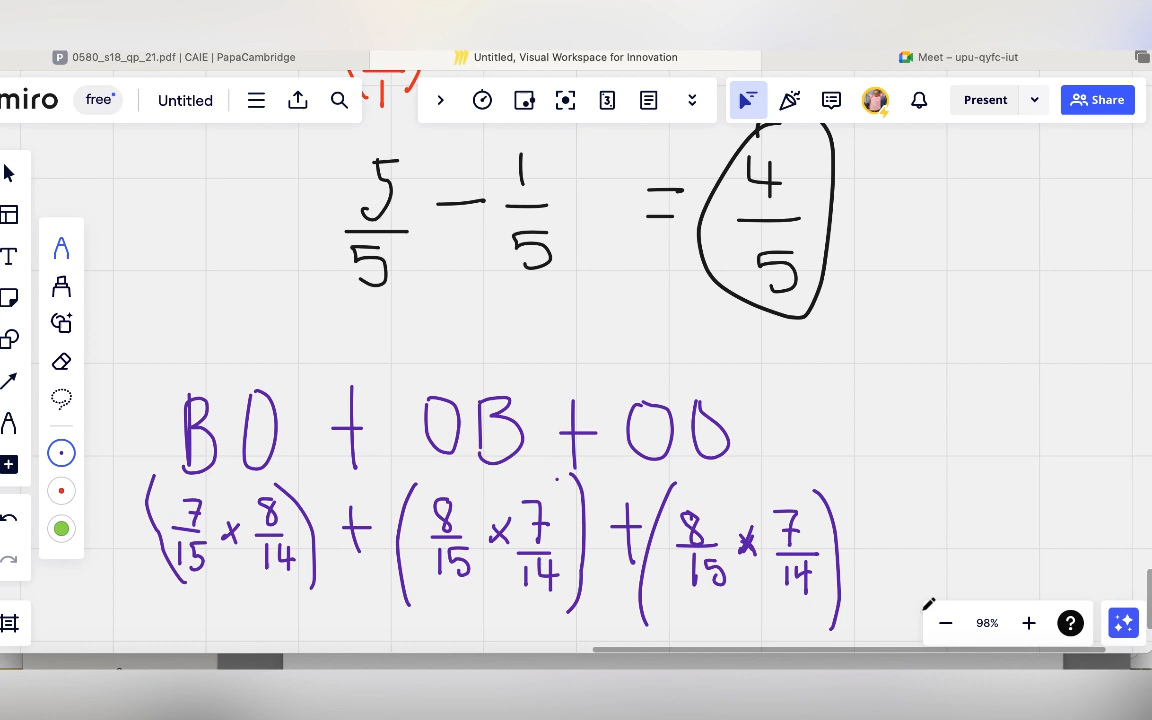 0580_s18_qp_21.pdf | CAIE | PapaCambridge
Untitled, Visual Workspace for Innovation
Meet – upu-qyfc-iut
miro free Untitled
3
Present
Share
5/5 − 1/5 = 4/5
BO + OB + OO
(7/15 × 8/14) + (8/15 × 7/14) + (8/15 × 7/14)
98%
?